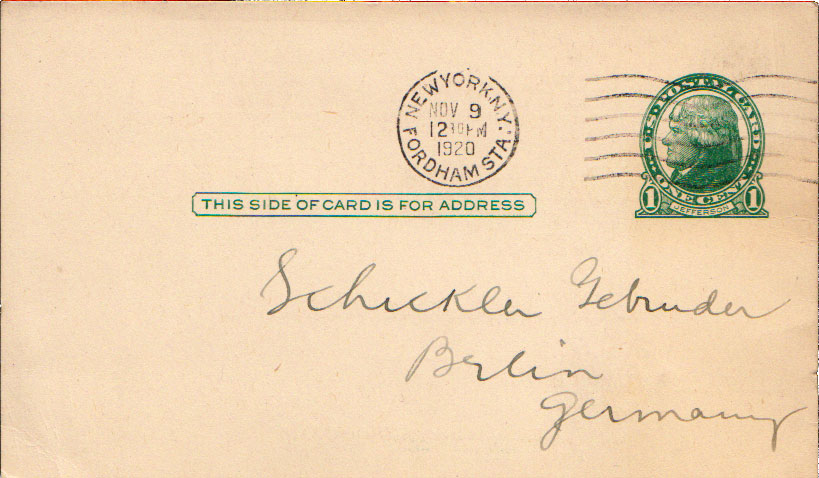 NEW YORK, N.Y.
NOV 9
12 30 PM
1920
FORDHAM STA.
U.S. POSTAL CARD
ONE CENT
1 JEFFERSON 1
THIS SIDE OF CARD IS FOR ADDRESS
Schickler Gebruder
Berlin
Germany